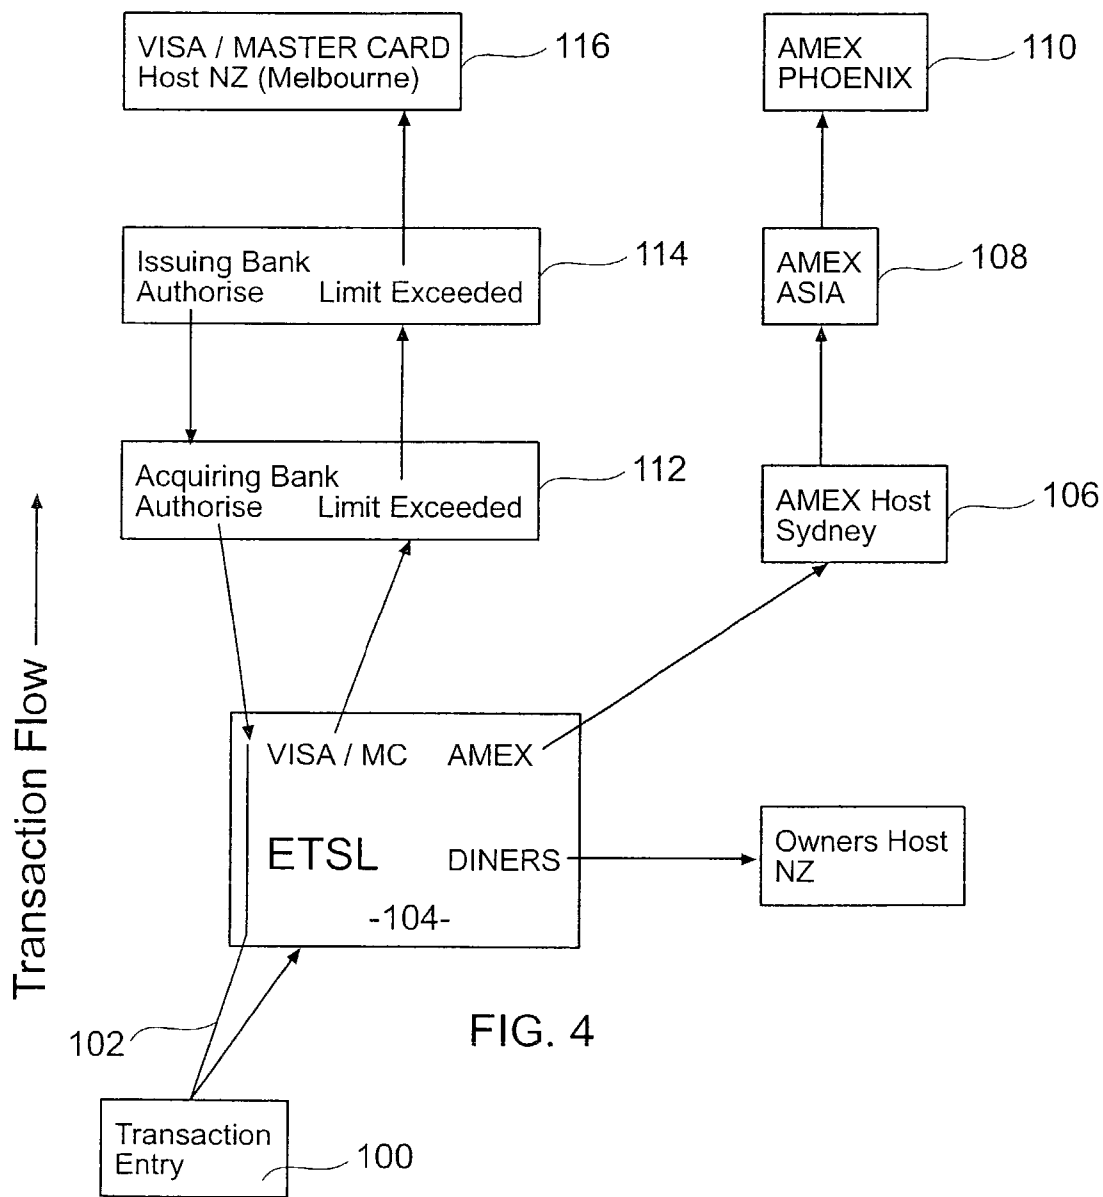 VISA / MASTER CARD
Host NZ (Melbourne)
116
AMEX
PHOENIX
110
Issuing Bank
Authorise Limit Exceeded
114
AMEX
ASIA
108
Acquiring Bank
Authorise Limit Exceeded
112
AMEX Host
Sydney
106
Transaction Flow
VISA / MC AMEX
ETSL DINERS
-104-
Owners Host
NZ
102
FIG. 4
Transaction
Entry
100